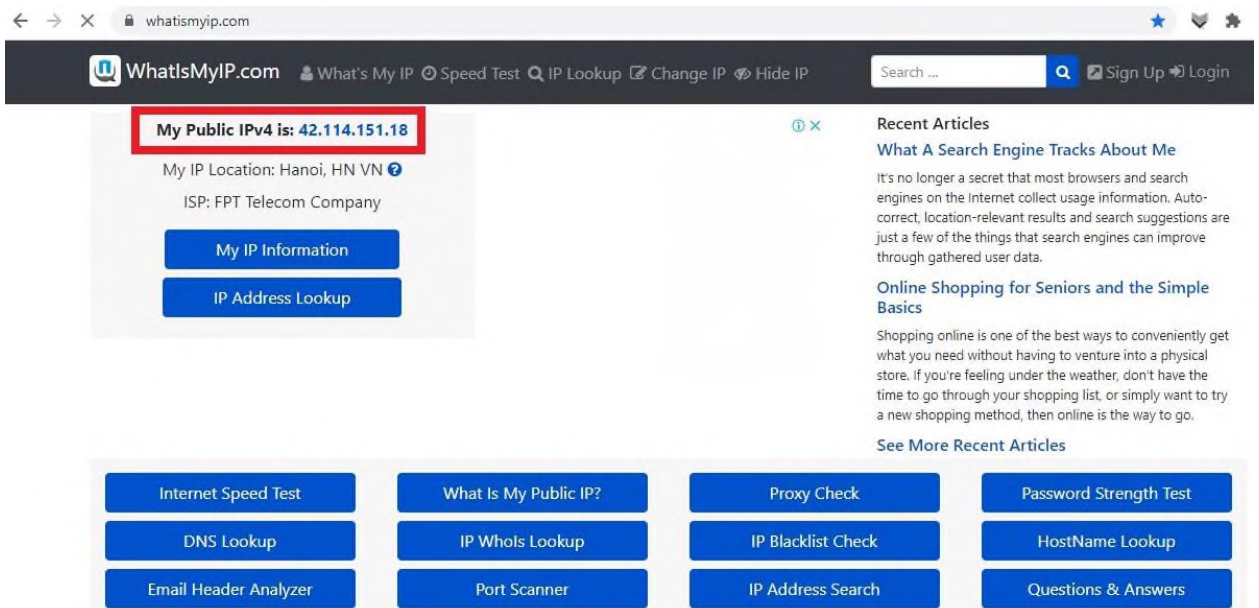 whatismyip.com
WhatIsMyIP.com What's My IP Speed Test IP Lookup Change IP Hide IP Search ... Sign Up Login
My Public IPv4 is: 42.114.151.18
My IP Location: Hanoi, HN VN
ISP: FPT Telecom Company
My IP Information
IP Address Lookup
Recent Articles
What A Search Engine Tracks About Me
It's no longer a secret that most browsers and search
engines on the Internet collect usage information. Auto-
correct, location-relevant results and search suggestions are
just a few of the things that search engines can improve
through gathered user data.
Online Shopping for Seniors and the Simple
Basics
Shopping online is one of the best ways to conveniently get
what you need without having to venture into a physical
store. If you're feeling under the weather, don't have the
time to go through your shopping list, or simply want to try
a new shopping method, then online is the way to go.
See More Recent Articles
Internet Speed Test What Is My Public IP? Proxy Check Password Strength Test
DNS Lookup IP WhoIs Lookup IP Blacklist Check HostName Lookup
Email Header Analyzer Port Scanner IP Address Search Questions & Answers